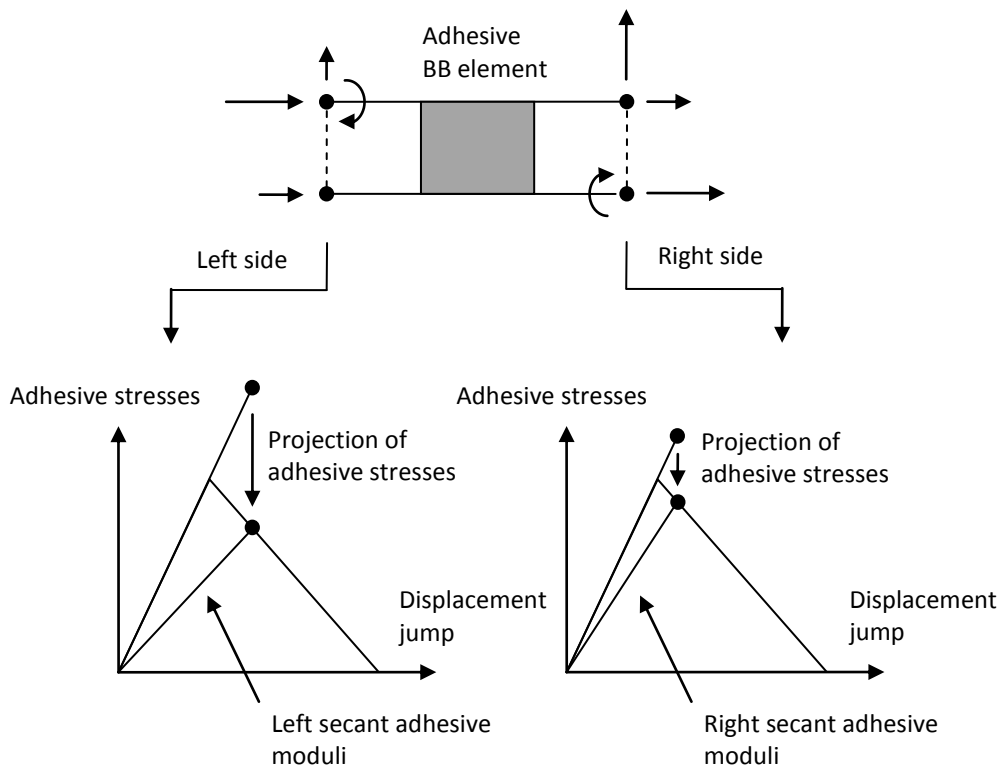 Adhesive
BB element
Left side
Right side
Adhesive stresses
Projection of
adhesive stresses
Displacement
jump
Left secant adhesive
moduli
Adhesive stresses
Projection of
adhesive stresses
Displacement
jump
Right secant adhesive
moduli